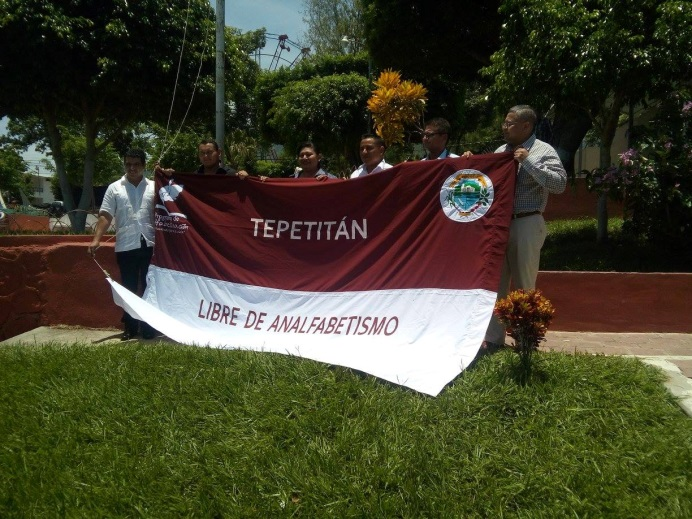 TEPETITÁN
LIBRE DE ANALFABETISMO